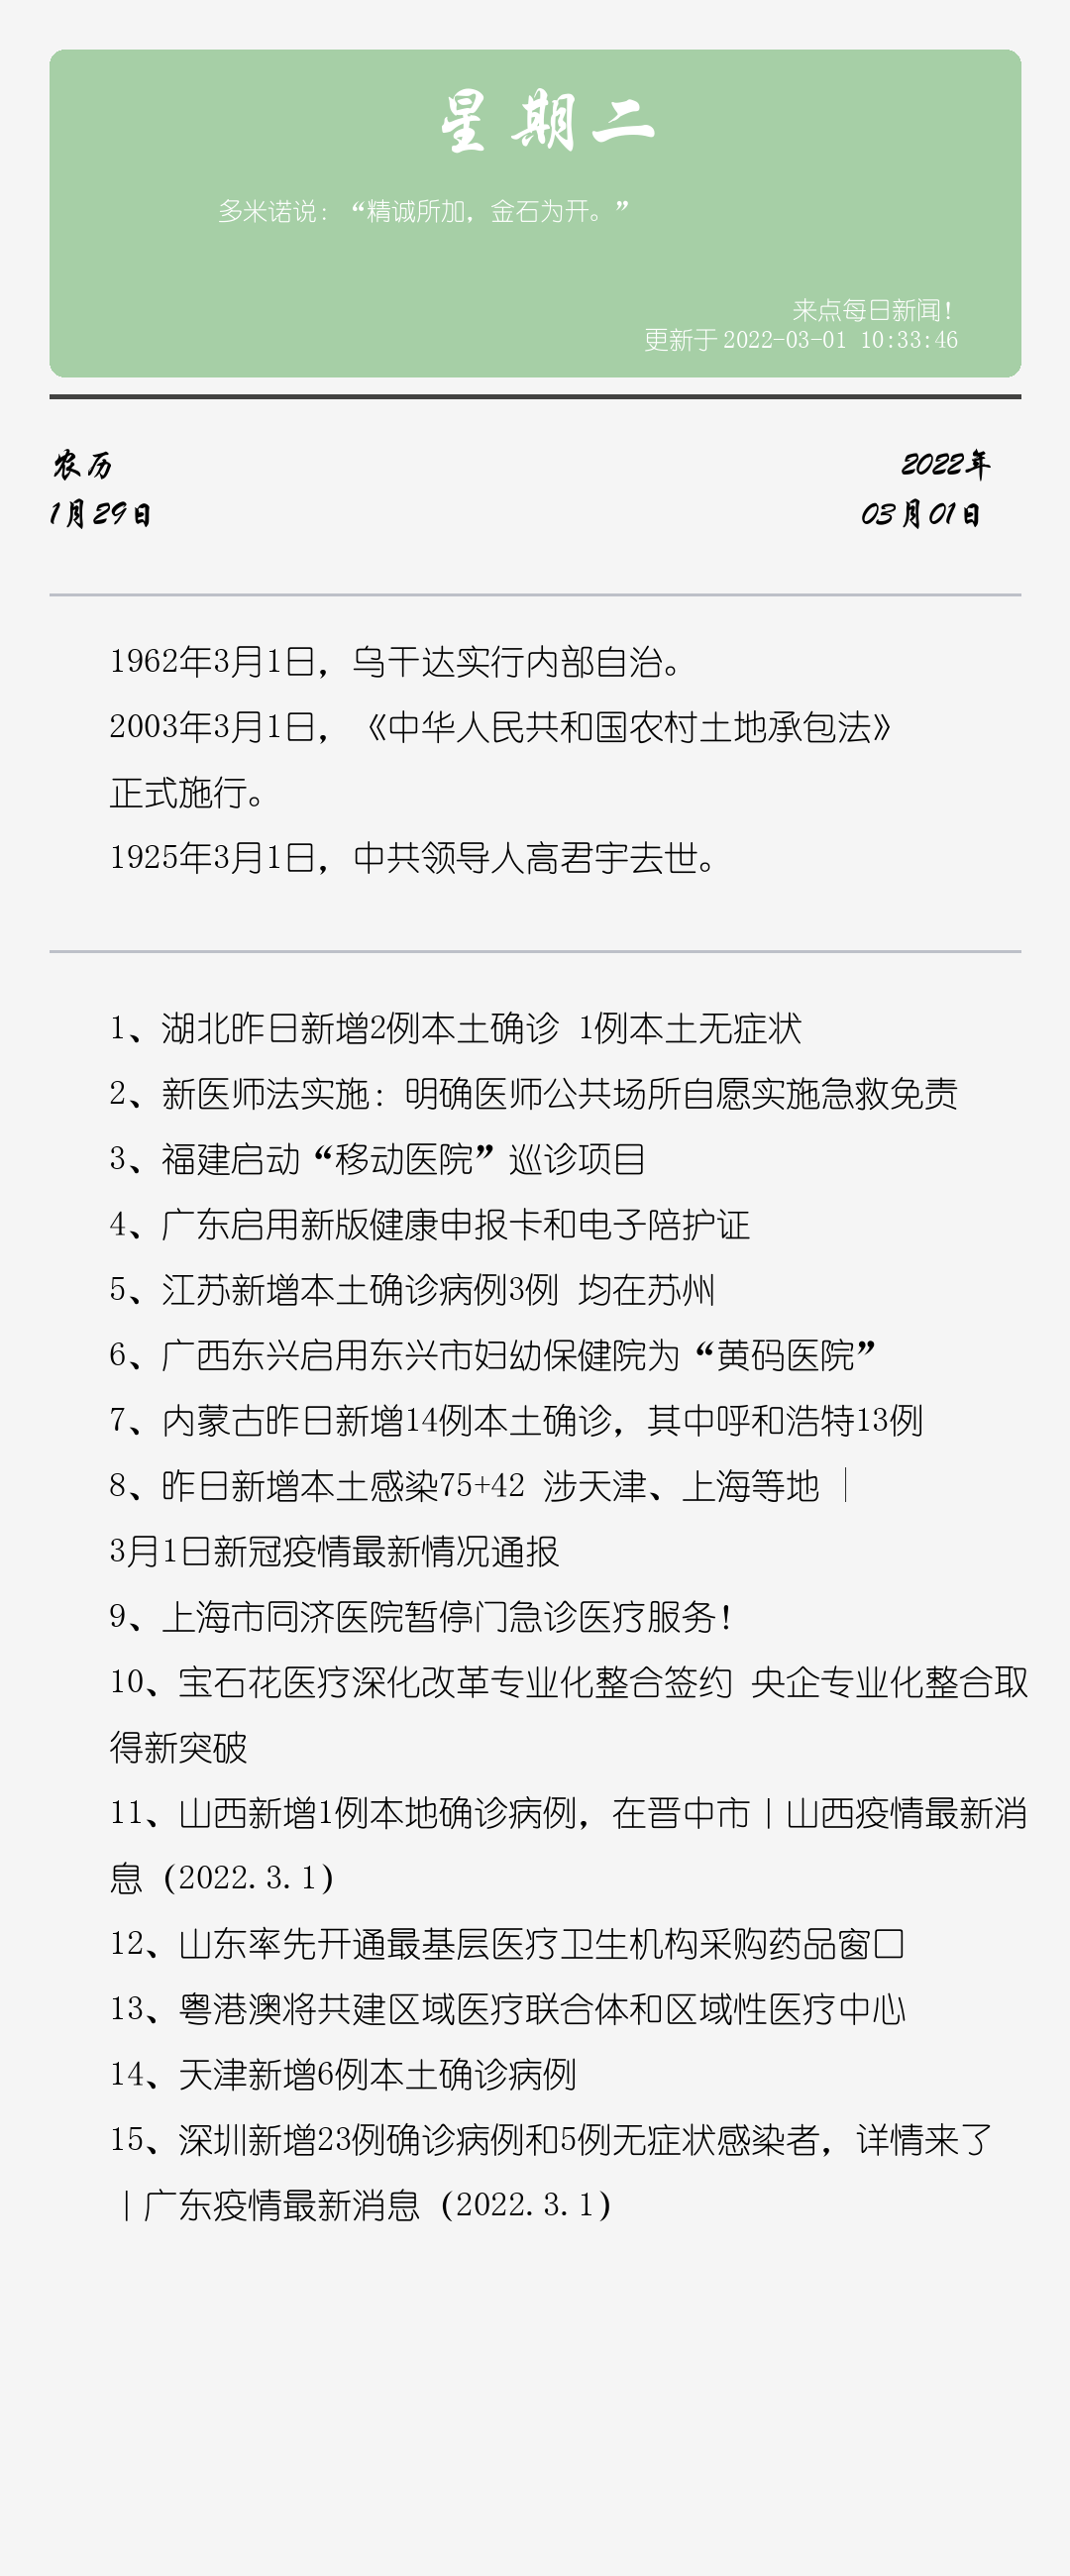 星期二
多米诺说：“精诚所加，金石为开。”
来点每日新闻！
更新于 2022-03-01 10:33:46
农历
1月29日
2022年
03月01日
1962年3月1日，乌干达实行内部自治。
2003年3月1日，《中华人民共和国农村土地承包法》
正式施行。
1925年3月1日，中共领导人高君宇去世。
1、湖北昨日新增2例本土确诊 1例本土无症状
2、新医师法实施：明确医师公共场所自愿实施急救免责
3、福建启动“移动医院”巡诊项目
4、广东启用新版健康申报卡和电子陪护证
5、江苏新增本土确诊病例3例 均在苏州
6、广西东兴启用东兴市妇幼保健院为“黄码医院”
7、内蒙古昨日新增14例本土确诊，其中呼和浩特13例
8、昨日新增本土感染75+42 涉天津、上海等地 │
3月1日新冠疫情最新情况通报
9、上海市同济医院暂停门急诊医疗服务！
10、宝石花医疗深化改革专业化整合签约 央企专业化整合取
得新突破
11、山西新增1例本地确诊病例，在晋中市丨山西疫情最新消
息（2022.3.1）
12、山东率先开通最基层医疗卫生机构采购药品窗口
13、粤港澳将共建区域医疗联合体和区域性医疗中心
14、天津新增6例本土确诊病例
15、深圳新增23例确诊病例和5例无症状感染者，详情来了
丨广东疫情最新消息（2022.3.1）